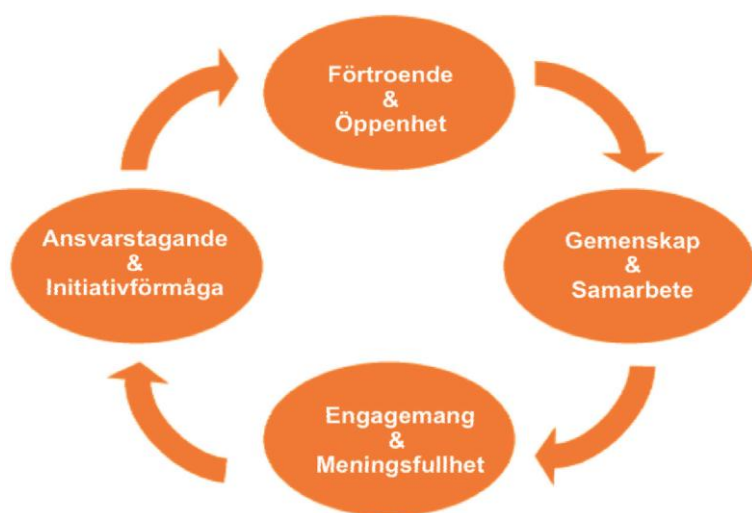 Förtroende
&
Öppenhet
Gemenskap
&
Samarbete
Engagemang
&
Meningsfullhet
Ansvarstagande
&
Initiativförmåga